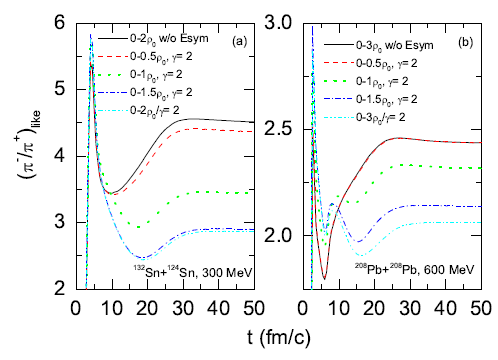 (π⁻/π⁺)like
6
5
4
3
2
0-2ρ₀ w/o Esym
(a)
0-0.5ρ₀, γ= 2
0-1ρ₀, γ = 2
0-1.5ρ₀, γ= 2
0-2ρ₀/γ= 2
¹³²Sn+¹²⁴Sn, 300 MeV
0 10 20 30 40 50
3.0
2.5
2.0
0-3ρ₀ w/o Esym
(b)
0-0.5ρ₀, γ = 2
0-1ρ₀, γ = 2
0-1.5ρ₀, γ = 2
0-3ρ₀/γ= 2
²⁰⁸Pb+²⁰⁸Pb, 600 MeV
0 10 20 30 40 50
t (fm/c)